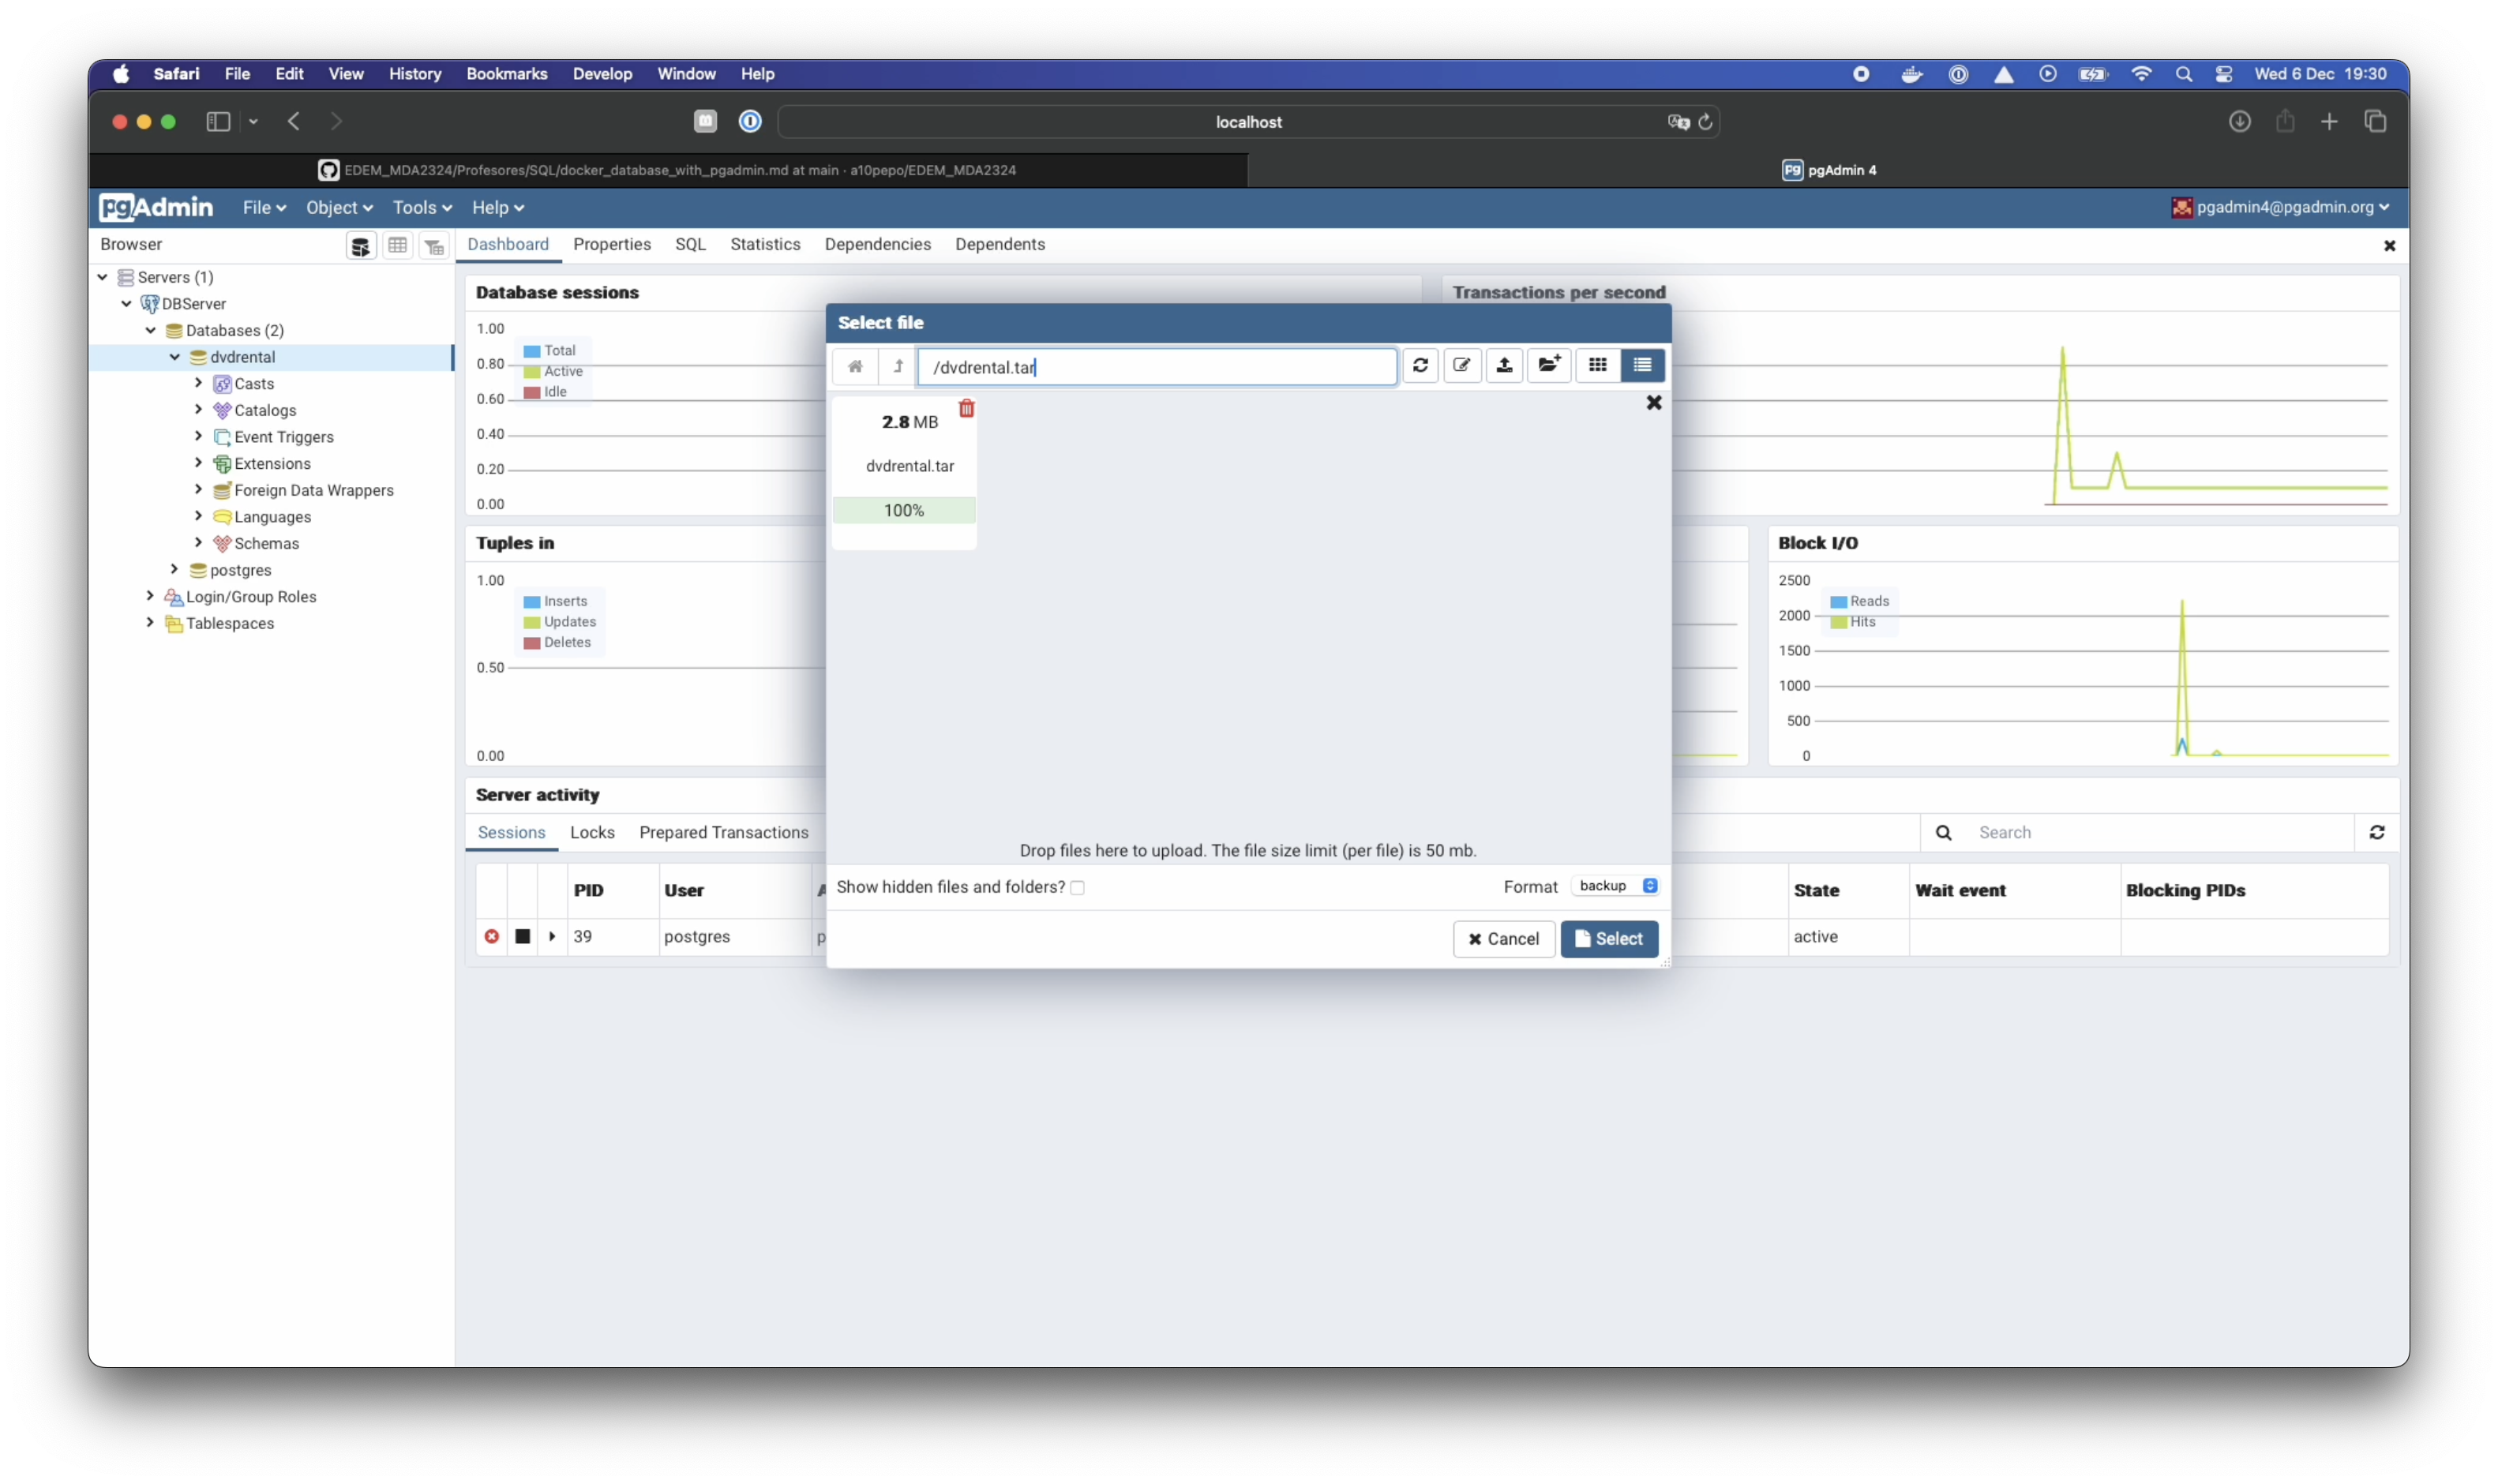 Safari File Edit View History Bookmarks Develop Window Help Wed 6 Dec 19:30
localhost
EDEM_MDA2324/Profesores/SQL/docker_database_with_pgadmin.md at main · a10pepo/EDEM_MDA2324
pgAdmin 4
pgAdmin File Object Tools Help pgadmin4@pgadmin.org
Browser
Dashboard Properties SQL Statistics Dependencies Dependents
Servers (1)
DBServer
Databases (2)
dvdrental
Casts
Catalogs
Event Triggers
Extensions
Foreign Data Wrappers
Languages
Schemas
postgres
Login/Group Roles
Tablespaces
Database sessions
1.00
0.80
0.60
0.40
0.20
0.00
Total
Active
Idle
Transactions per second
Select file
/dvdrental.tar
2.8 MB
dvdrental.tar
100%
Drop files here to upload. The file size limit (per file) is 50 mb.
Show hidden files and folders?
Format backup
Cancel Select
Tuples in
1.00
0.50
0.00
Inserts
Updates
Deletes
Block I/O
2500
2000
1500
1000
500
0
Reads
Hits
Server activity
Sessions Locks Prepared Transactions
Search
PID User State Wait event Blocking PIDs
39 postgres active